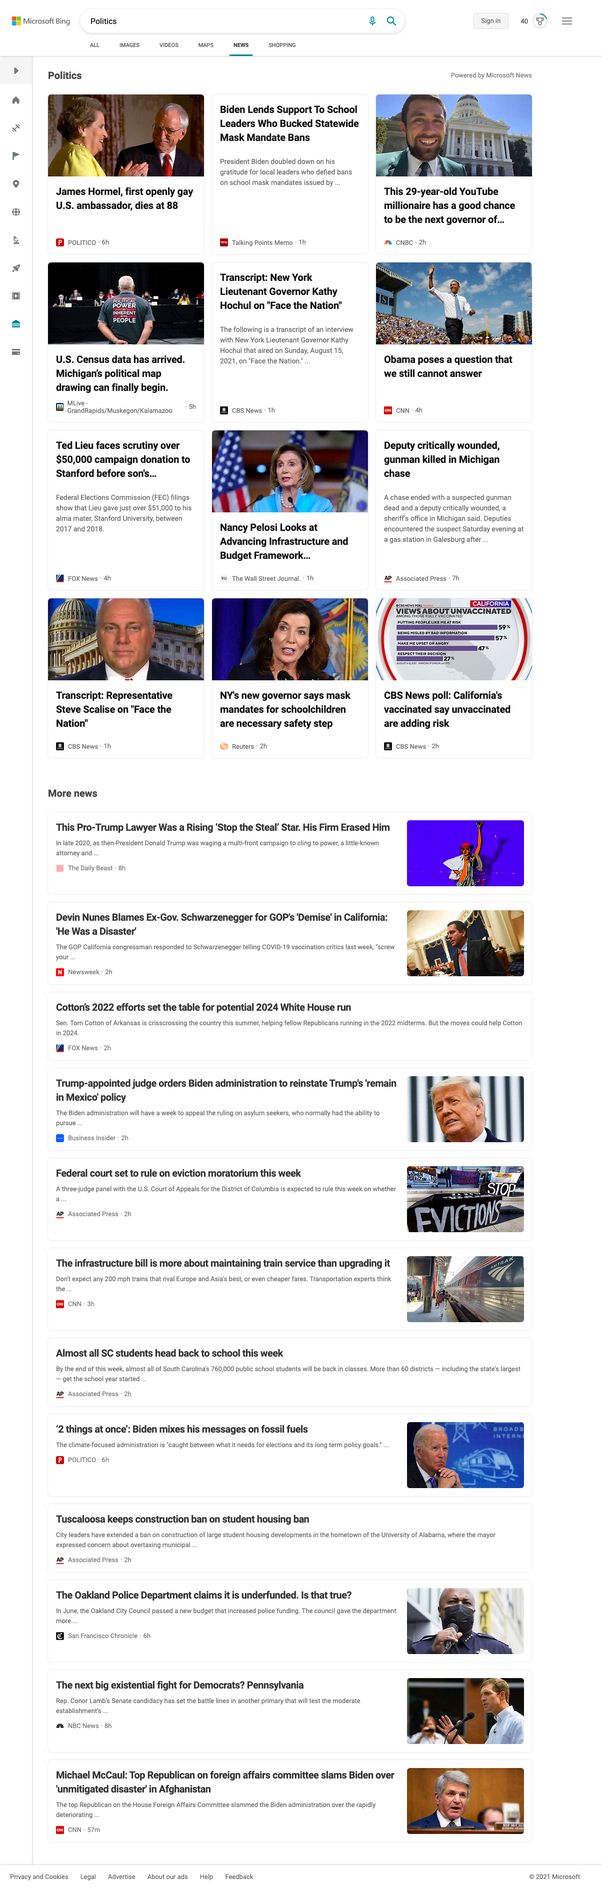 Microsoft Bing
Politics
Sign in
40
ALL
IMAGES
VIDEOS
MAPS
NEWS
SHOPPING
Politics
Powered by Microsoft News
James Hormel, first openly gay
U.S. ambassador, dies at 88
POLITICO · 6h
Biden Lends Support To School
Leaders Who Bucked Statewide
Mask Mandate Bans
President Biden doubled down on his
gratitude for local leaders who defied bans
on school mask mandates issued by ...
Talking Points Memo · 1h
This 29-year-old YouTube
millionaire has a good chance
to be the next governor of...
CNBC · 2h
POWER
INHERENT
PEOPLE
U.S. Census data has arrived.
Michigan's political map
drawing can finally begin.
MLive -
GrandRapids/Muskegon/Kalamazoo · 5h
Transcript: New York
Lieutenant Governor Kathy
Hochul on "Face the Nation"
The following is a transcript of an interview
with New York Lieutenant Governor Kathy
Hochul that aired on Sunday, August 15,
2021, on "Face the Nation." ...
CBS News · 1h
Obama poses a question that
we still cannot answer
CNN · 4h
Ted Lieu faces scrutiny over
$50,000 campaign donation to
Stanford before son's...
Federal Elections Commission (FEC) filings
show that Lieu gave just over $51,000 to his
alma mater, Stanford University, between
2017 and 2018.
FOX News · 4h
Nancy Pelosi Looks at
Advancing Infrastructure and
Budget Framework...
The Wall Street Journal. · 1h
Deputy critically wounded,
gunman killed in Michigan
chase
A chase ended with a suspected gunman
dead and a deputy critically wounded, a
sheriff's office in Michigan said. Deputies
encountered the suspect Saturday evening at
a gas station in Galesburg after ...
AP Associated Press · 7h
Transcript: Representative
Steve Scalise on "Face the
Nation"
CBS News · 1h
NY's new governor says mask
mandates for schoolchildren
are necessary safety step
Reuters · 2h
CALIFORNIA
VIEWS ABOUT UNVACCINATED
AMONG THOSE FULLY VACCINATED
PUTTING PEOPLE LIKE ME AT RISK
59%
BEING MISLED BY BAD INFORMATION
57%
MAKE ME UPSET OR ANGRY
47%
RESPECT THEIR DECISION
27%
CBS News poll: California's
vaccinated say unvaccinated
are adding risk
CBS News · 2h
More news
This Pro-Trump Lawyer Was a Rising 'Stop the Steal' Star. His Firm Erased Him
In late 2020, as then-President Donald Trump was waging a multi-front campaign to cling to power, a little-known
attorney and ...
The Daily Beast · 8h
Devin Nunes Blames Ex-Gov. Schwarzenegger for GOP's 'Demise' in California:
'He Was a Disaster'
The GOP California congressman responded to Schwarzenegger telling COVID-19 vaccination critics last week, "screw
your ...
N Newsweek · 2h
Cotton's 2022 efforts set the table for potential 2024 White House run
Sen. Tom Cotton of Arkansas is crisscrossing the country this summer, helping fellow Republicans running in the 2022 midterms. But the moves could help Cotton
in 2024.
FOX News · 2h
Trump-appointed judge orders Biden administration to reinstate Trump's 'remain
in Mexico' policy
The Biden administration will have a week to appeal the ruling on asylum seekers, who normally had the ability to
pursue ...
Business Insider · 2h
Federal court set to rule on eviction moratorium this week
A three-judge panel with the U.S. Court of Appeals for the District of Columbia is expected to rule this week on whether
a ...
AP Associated Press · 2h
STOP
EVICTIONS
The infrastructure bill is more about maintaining train service than upgrading it
Don't expect any 200 mph trains that rival Europe and Asia's best, or even cheaper fares. Transportation experts think
the ...
CNN · 3h
AMTRAK
Almost all SC students head back to school this week
By the end of this week, almost all of South Carolina's 760,000 public school students will be back in classes. More than 60 districts — including the state's largest
— get the school year started ...
AP Associated Press · 2h
'2 things at once': Biden mixes his messages on fossil fuels
The climate-focused administration is "caught between what it needs for elections and its long term policy goals." ...
POLITICO · 6h
BROADB
INTERN
Tuscaloosa keeps construction ban on student housing ban
City leaders have extended a ban on construction of large student housing developments in the hometown of the University of Alabama, where the mayor
expressed concern about overtaxing municipal ...
AP Associated Press · 2h
The Oakland Police Department claims it is underfunded. Is that true?
In June, the Oakland City Council passed a new budget that increased police funding. The council gave the department
more ...
San Francisco Chronicle · 6h
The next big existential fight for Democrats? Pennsylvania
Rep. Conor Lamb's Senate candidacy has set the battle lines in another primary that will test the moderate
establishment's ...
NBC News · 8h
Michael McCaul: Top Republican on foreign affairs committee slams Biden over
'unmitigated disaster' in Afghanistan
The top Republican on the House Foreign Affairs Committee slammed the Biden administration over the rapidly
deteriorating ...
CNN · 57m
Privacy and Cookies
Legal
Advertise
About our ads
Help
Feedback
© 2021 Microsoft